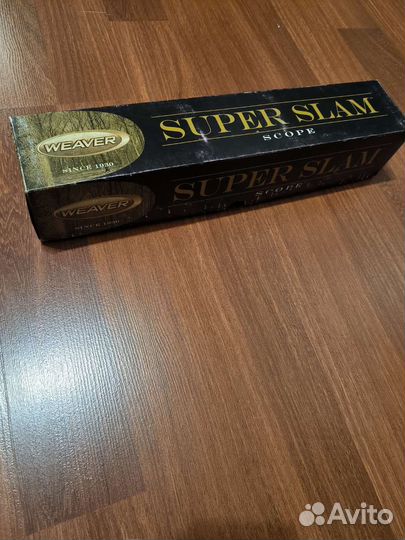 WEAVER
SINCE 1930
SUPER SLAM
SCOPE
WEAVER
SINCE 1930
SUPER SLAM
SCOPE
Avito